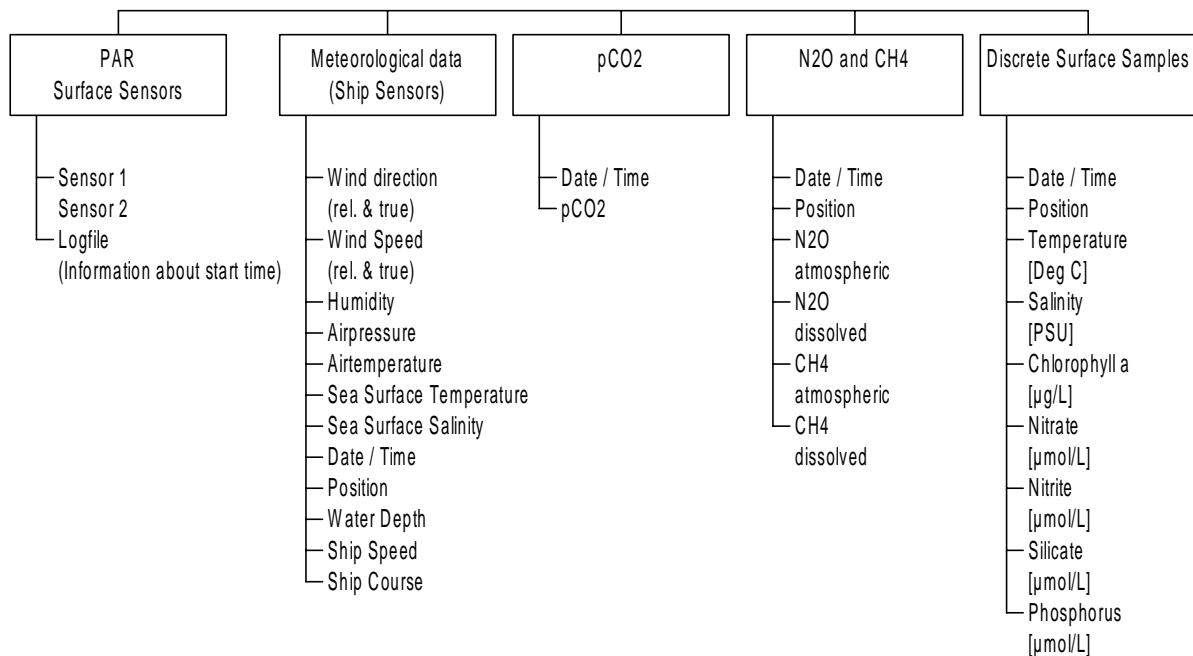 PAR
Surface Sensors
Sensor 1
Sensor 2
Logfile
(Information about start time)
Meteorological data
(Ship Sensors)
Wind direction
(rel. & true)
Wind Speed
(rel. & true)
Humidity
Airpressure
Airtemperature
Sea Surface Temperature
Sea Surface Salinity
Date / Time
Position
Water Depth
Ship Speed
Ship Course
pCO2
Date / Time
pCO2
N2O and CH4
Date / Time
Position
N2O
atmospheric
N2O
dissolved
CH4
atmospheric
CH4
dissolved
Discrete Surface Samples
Date / Time
Position
Temperature
[Deg C]
Salinity
[PSU]
Chlorophyll a
[µg/L]
Nitrate
[µmol/L]
Nitrite
[µmol/L]
Silicate
[µmol/L]
Phosphorus
[µmol/L]